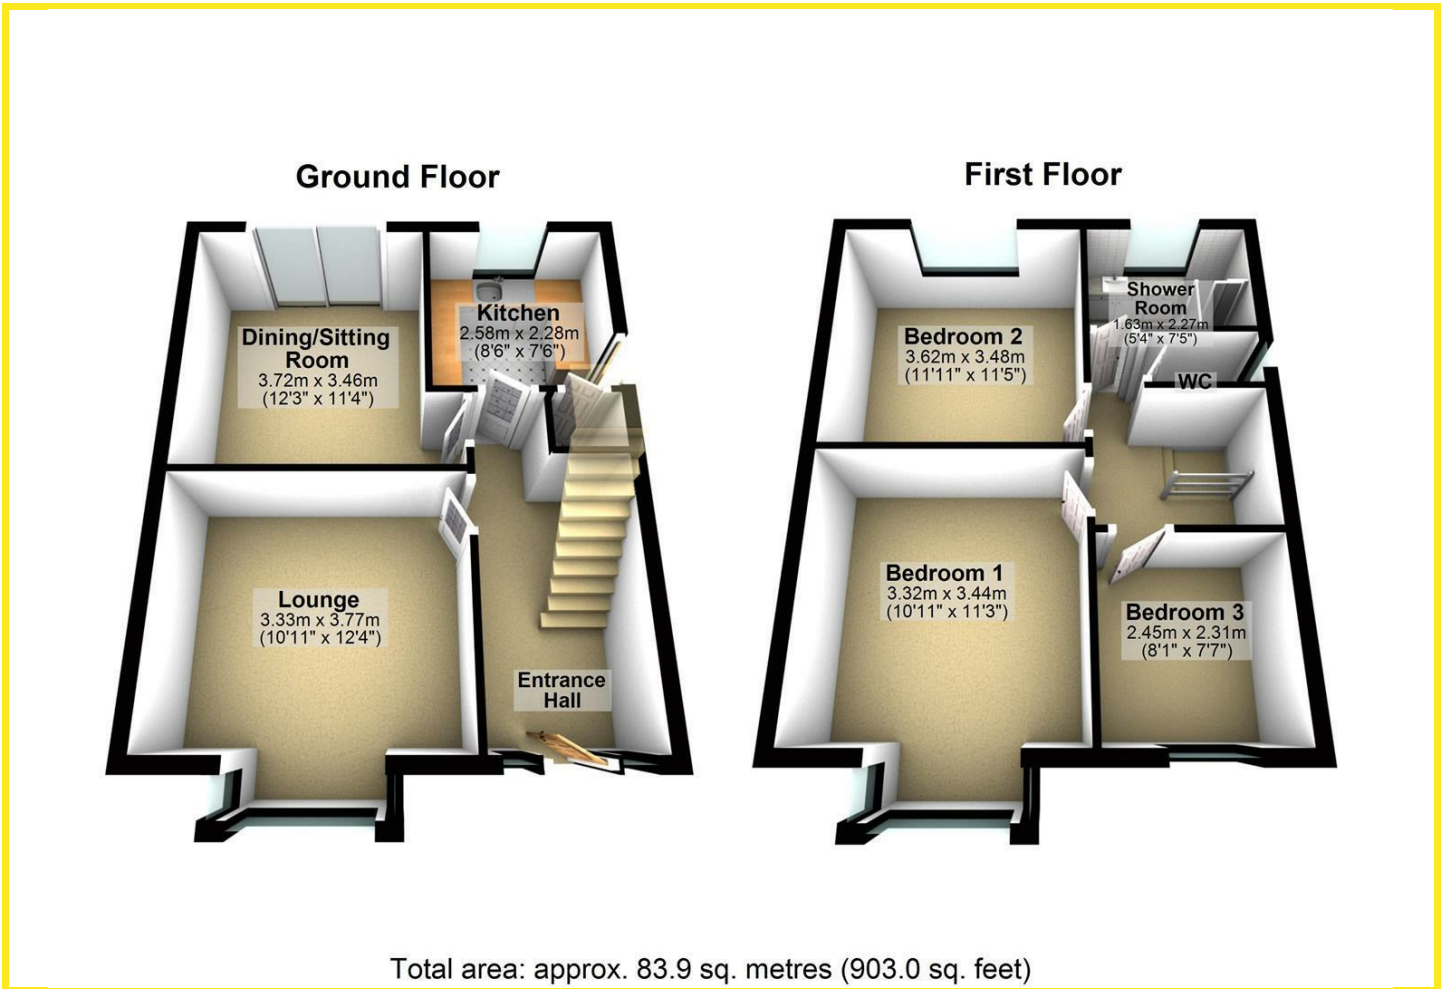 Ground Floor
First Floor
Dining/Sitting
Room
3.72m x 3.46m
(12'3" x 11'4")
Kitchen
2.58m x 2.28m
(8'6" x 7'6")
Lounge
3.33m x 3.77m
(10'11" x 12'4")
Entrance
Hall
Bedroom 2
3.62m x 3.48m
(11'11" x 11'5")
Shower
Room
1.63m x 2.27m
(5'4" x 7'5")
WC
Bedroom 1
3.32m x 3.44m
(10'11" x 11'3")
Bedroom 3
2.45m x 2.31m
(8'1" x 7'7")
Total area: approx. 83.9 sq. metres (903.0 sq. feet)